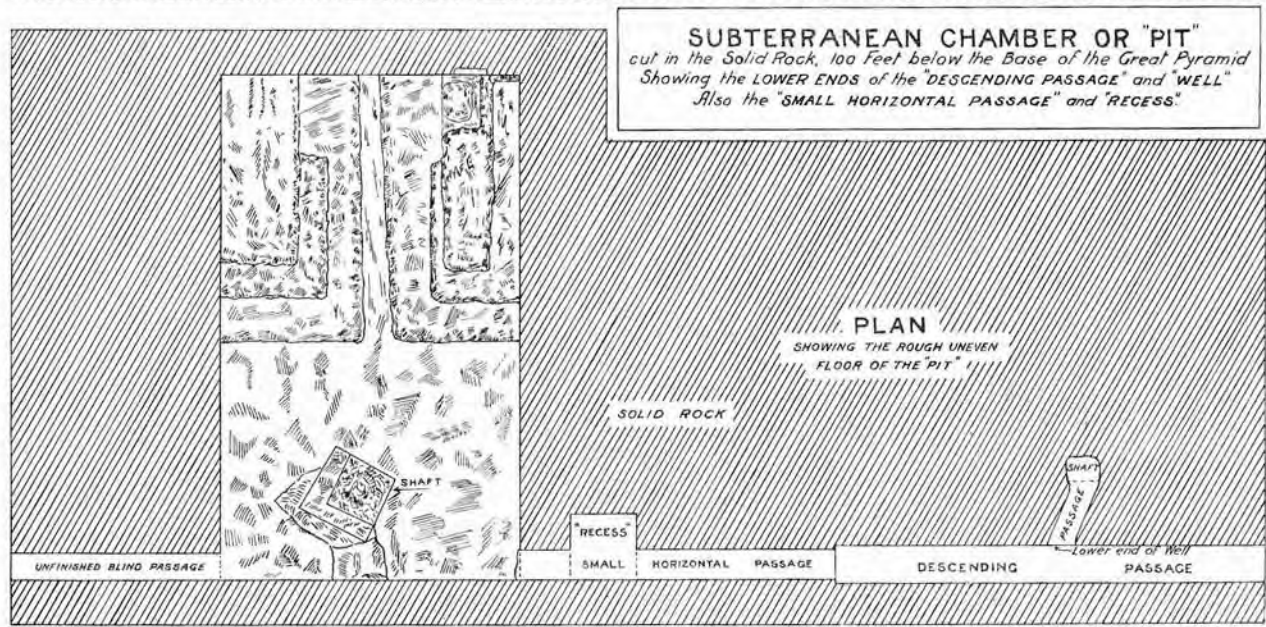 SUBTERRANEAN CHAMBER OR "PIT"
cut in the Solid Rock, 100 Feet below the Base of the Great Pyramid
Showing the LOWER ENDS of the "DESCENDING PASSAGE" and "WELL"
Also the "SMALL HORIZONTAL PASSAGE" and "RECESS".
PLAN
SHOWING THE ROUGH UNEVEN
FLOOR OF THE "PIT"
SOLID ROCK
SHAFT
SHAFT
PASSAGE
"RECESS"
Lower end of Well
UNFINISHED BLIND PASSAGE
SMALL HORIZONTAL PASSAGE
DESCENDING PASSAGE